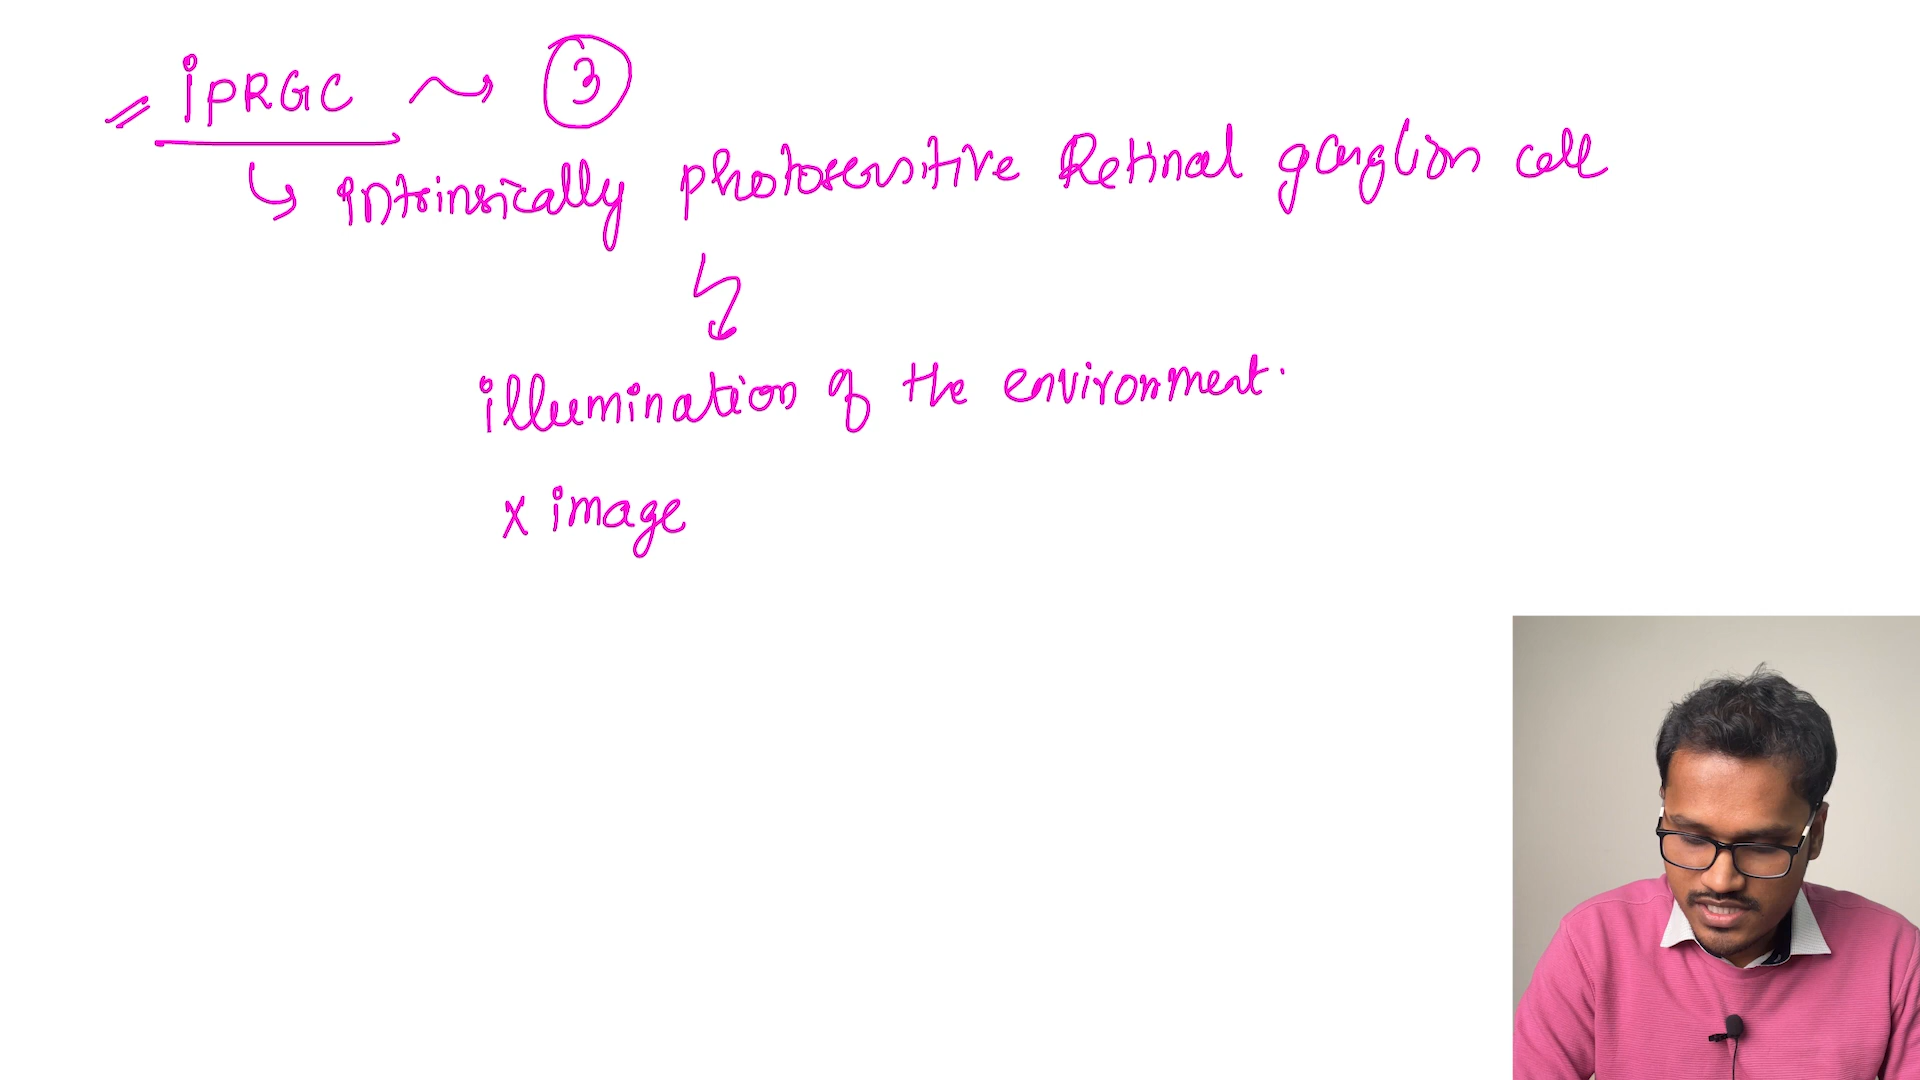 = iPRGC ⤳ ③
↳ intrinsically photosensitive Retinal ganglion cell
illumination of the environment.
x image